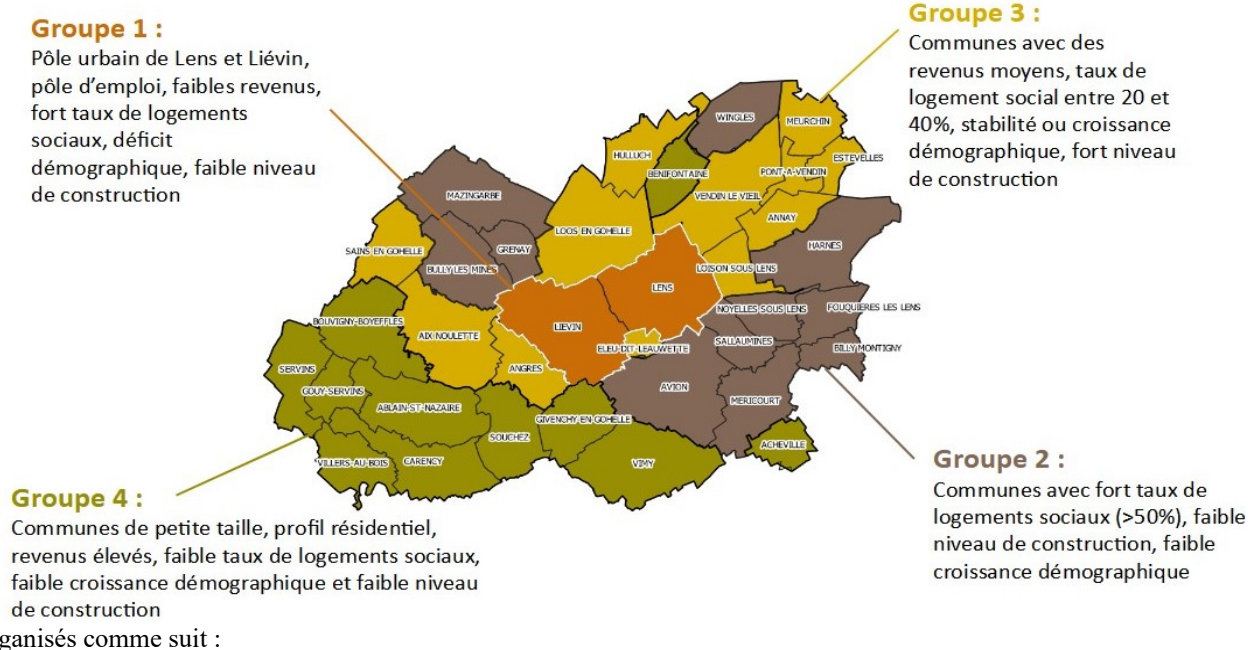 Groupe 1 :
Pôle urbain de Lens et Liévin,
pôle d’emploi, faibles revenus,
fort taux de logements
sociaux, déficit
démographique, faible niveau
de construction
Groupe 3 :
Communes avec des
revenus moyens, taux de
logement social entre 20 et
40%, stabilité ou croissance
démographique, fort niveau
de construction
WINGLES
MEURCHIN
HULLUCH
ESTEVELLES
BENIFONTAINE
PONT-A-VENDIN
MAZINGARBE
VENDIN LE VIEIL
ANNAY
LOOS EN GOHELLE
HARNES
SAINS EN GOHELLE
GRENAY
BULLY LES MINES
LOISON SOUS LENS
LENS
NOYELLES SOUS LENS
FOUQUIERES LES LENS
BOUVIGNY-BOYEFFLES
LIEVIN
AIX NOULETTE
SALLAUMINES
ELEU-DIT-LEAUWETTE
BILLY MONTIGNY
SERVINS
ANGRES
GOUY-SERVINS
AVION
MERICOURT
ABLAIN-ST-NAZAIRE
GIVENCHY EN GOHELLE
SOUCHEZ
ACHEVILLE
VILLERS-AU-BOIS
CARENCY
VIMY
Groupe 2 :
Communes avec fort taux de
logements sociaux (>50%), faible
niveau de construction, faible
croissance démographique
Groupe 4 :
Communes de petite taille, profil résidentiel,
revenus élevés, faible taux de logements sociaux,
faible croissance démographique et faible niveau
de construction
ganisés comme suit :